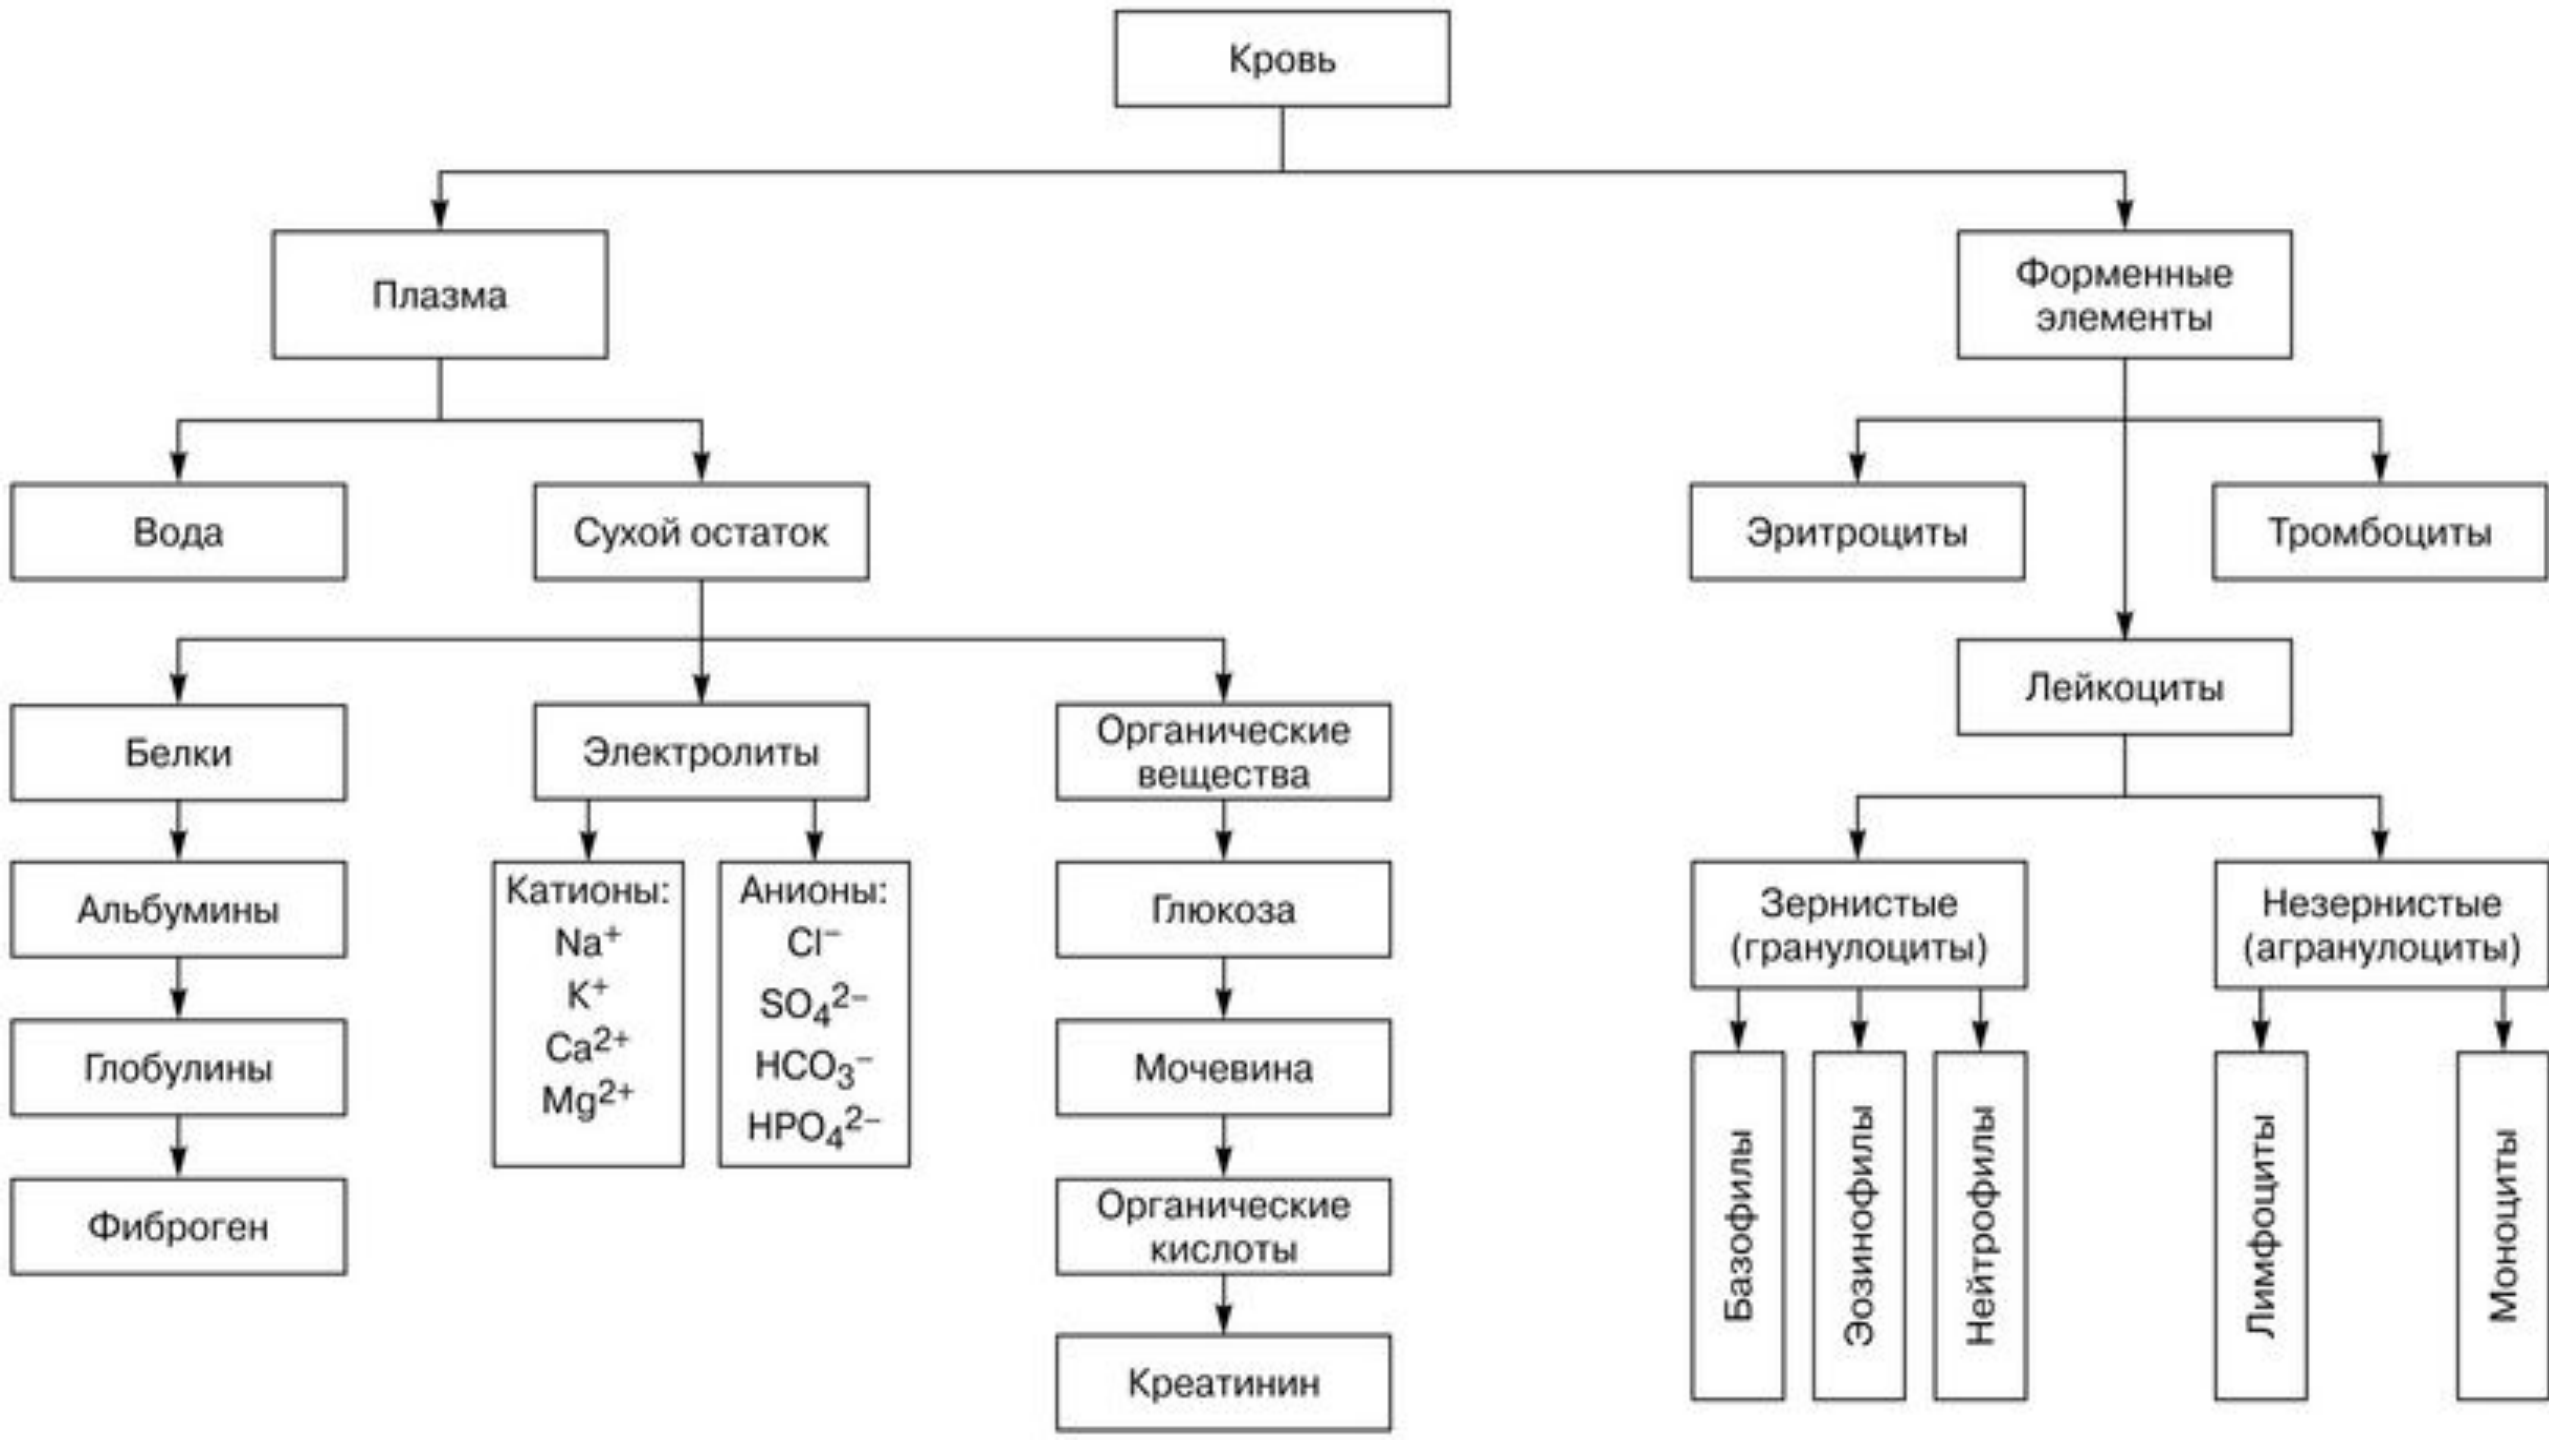 Кровь
Плазма
Форменные
элементы
Вода
Сухой остаток
Эритроциты
Тромбоциты
Лейкоциты
Белки
Электролиты
Органические
вещества
Альбумины
Катионы:
Na⁺
K⁺
Ca²⁺
Mg²⁺
Анионы:
Cl⁻
SO₄²⁻
HCO₃⁻
HPO₄²⁻
Глюкоза
Зернистые
(гранулоциты)
Незернистые
(агранулоциты)
Глобулины
Мочевина
Фиброген
Органические
кислоты
Креатинин
Базофилы
Эозинофилы
Нейтрофилы
Лимфоциты
Моноциты